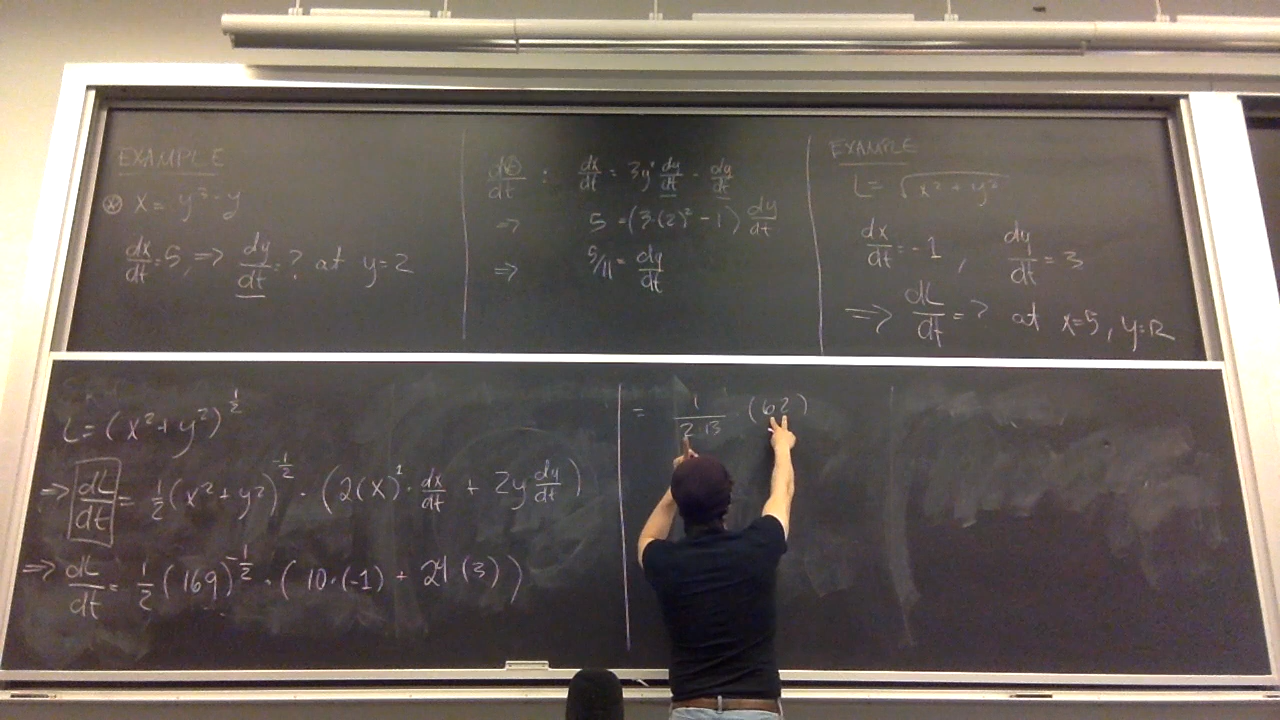 EXAMPLE
⊛ x = y³ - y
dx/dt = 5, => dy/dt = ? at y=2
d⊛/dt : dx/dt = 3y² dy/dt - dy/dt
=> 5 = (3·(2)² - 1) dy/dt
=> 5/11 = dy/dt
EXAMPLE
L = √(x² + y²)
dx/dt = -1 , dy/dt = 3
=> dL/dt = ? at x=5, y=12
L = (x² + y²)^(1/2)
=> dL/dt = 1/2 (x² + y²)^(-1/2) · (2(x)¹ · dx/dt + 2y dy/dt)
=> dL/dt = 1/2 (169)^(-1/2) · (10·(-1) + 24 (3))
= 1/(2·13) (62)